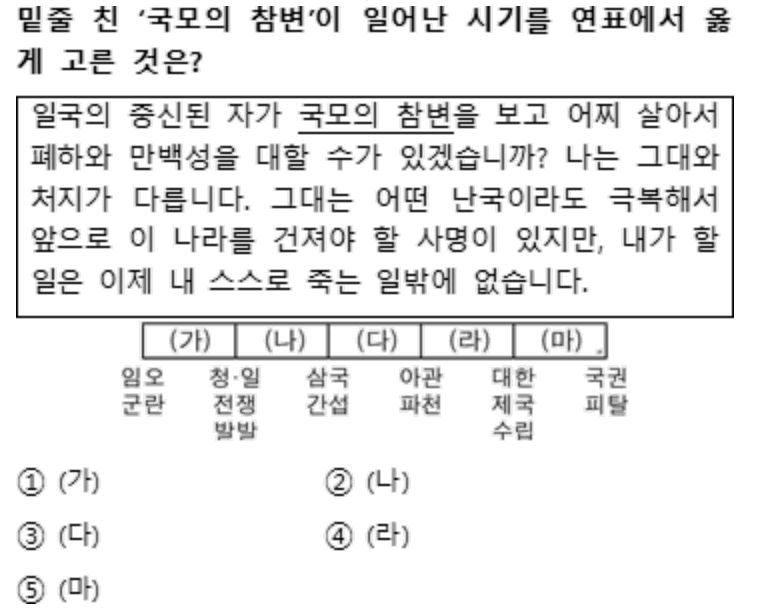 밑줄 친 ‘국모의 참변’이 일어난 시기를 연표에서 옳
게 고른 것은?
일국의 중신된 자가 국모의 참변을 보고 어찌 살아서
폐하와 만백성을 대할 수가 있겠습니까? 나는 그대와
처지가 다릅니다. 그대는 어떤 난국이라도 극복해서
앞으로 이 나라를 건져야 할 사명이 있지만, 내가 할
일은 이제 내 스스로 죽는 일밖에 없습니다.
(가) (나) (다) (라) (마)
임오 청·일 삼국 아관 대한 국권
군란 전쟁 간섭 파천 제국 피탈
발발 수립
① (가) ② (나)
③ (다) ④ (라)
⑤ (마)